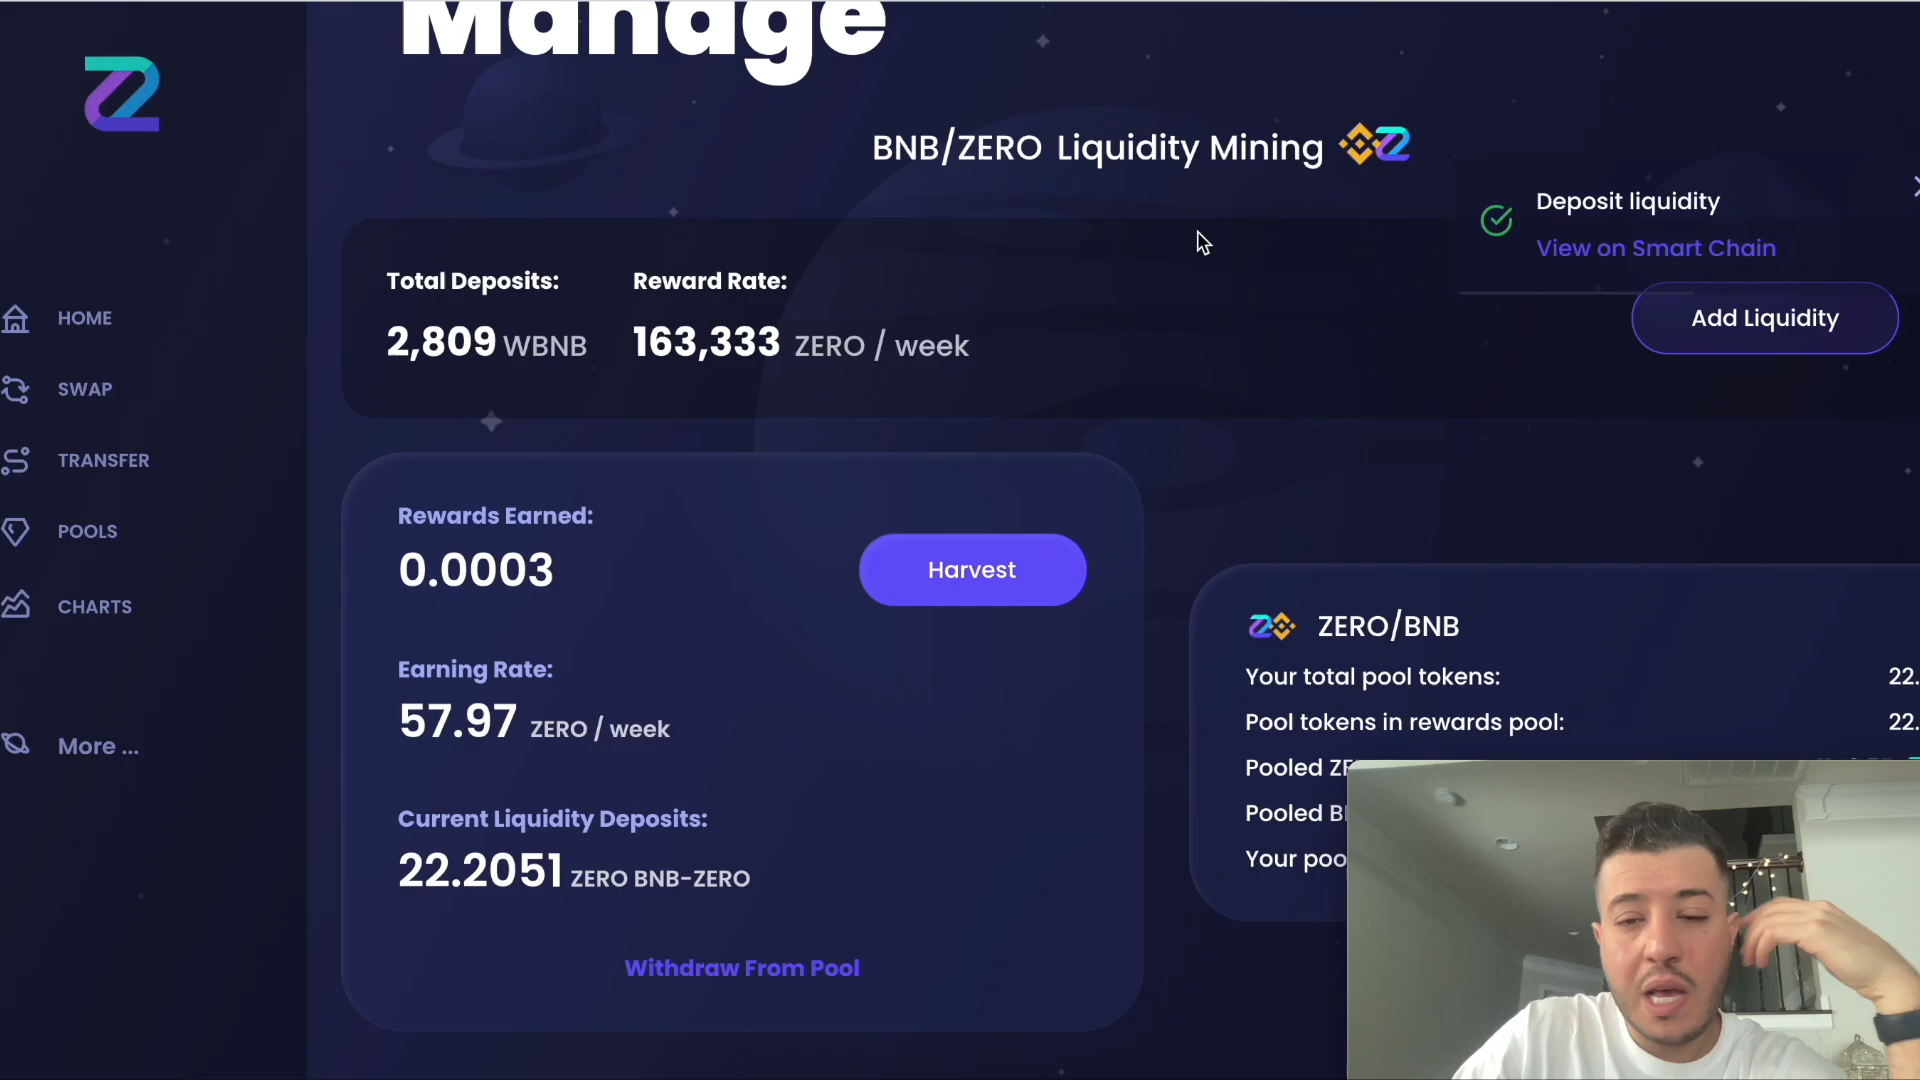 Manage
BNB/ZERO Liquidity Mining
Deposit liquidity
View on Smart Chain
Total Deposits:
2,809 WBNB
Reward Rate:
163,333 ZERO / week
Add Liquidity
HOME
SWAP
TRANSFER
POOLS
CHARTS
More ...
Rewards Earned:
0.0003
Harvest
Earning Rate:
57.97 ZERO / week
Current Liquidity Deposits:
22.2051 ZERO BNB-ZERO
Withdraw From Pool
ZERO/BNB
Your total pool tokens: 22.
Pool tokens in rewards pool: 22.
Pooled
Pooled
Your